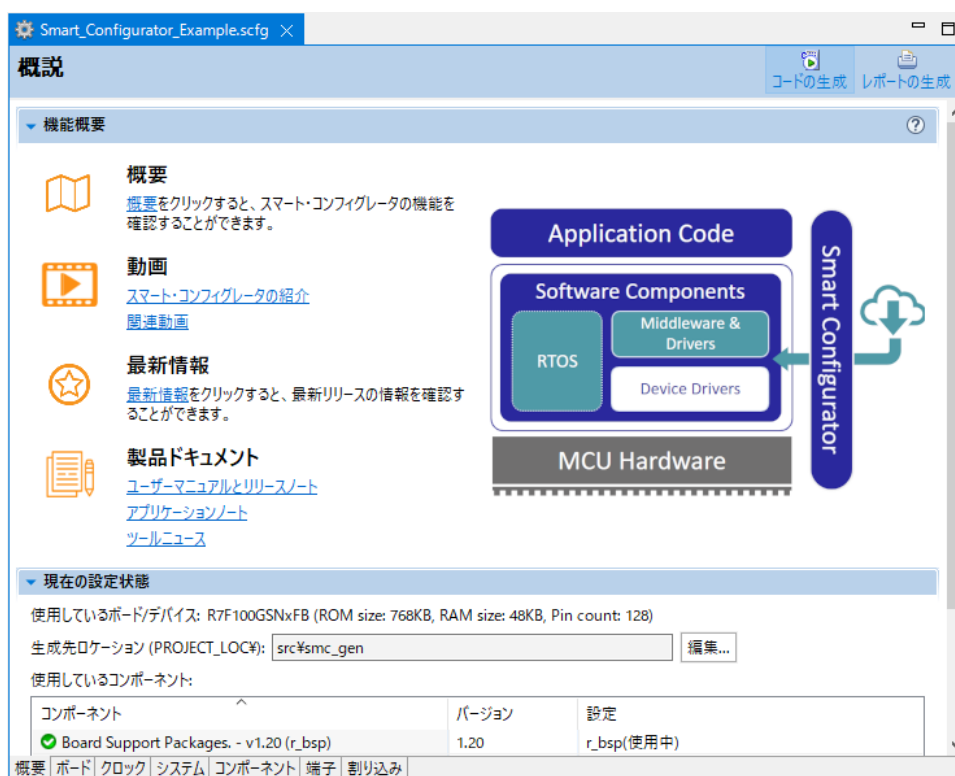 Smart_Configurator_Example.scfg
概説
コードの生成
レポートの生成
機能概要
概要
概要をクリックすると、スマート・コンフィグレータの機能を
確認することができます。
動画
スマート・コンフィグレータの紹介
関連動画
最新情報
最新情報をクリックすると、最新リリースの情報を確認す
ることができます。
製品ドキュメント
ユーザーマニュアルとリリースノート
アプリケーションノート
ツールニュース
Application Code
Software Components
RTOS
Middleware &
Drivers
Device Drivers
MCU Hardware
Smart Configurator
現在の設定状態
使用しているボード/デバイス: R7F100GSNxFB (ROM size: 768KB, RAM size: 48KB, Pin count: 128)
生成先ロケーション (PROJECT_LOC¥): src¥smc_gen 編集...
使用しているコンポーネント:
コンポーネント バージョン 設定
Board Support Packages. - v1.20 (r_bsp) 1.20 r_bsp(使用中)
概要 ボード クロック システム コンポーネント 端子 割り込み